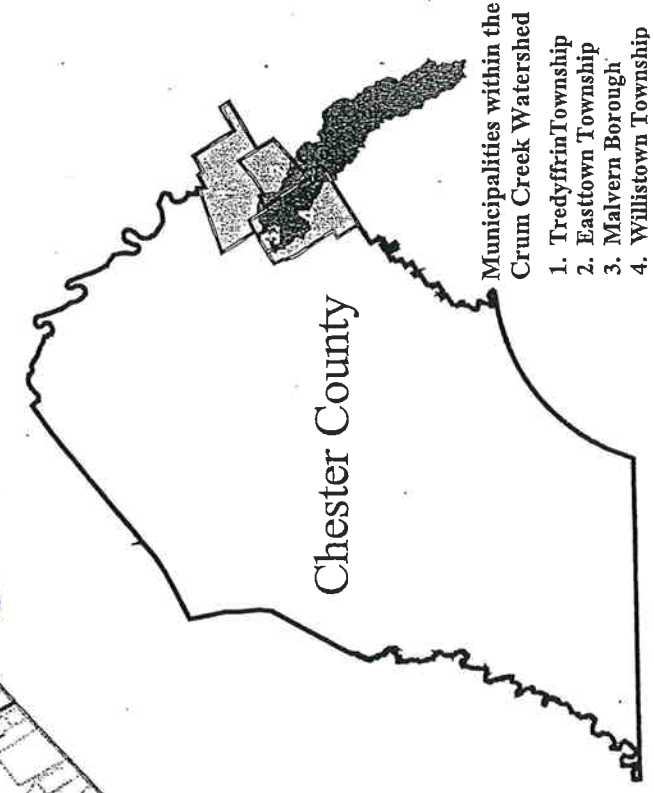 Chester County
Municipalities within the
Crum Creek Watershed
1. TredyffrinTownship
2. Easttown Township
3. Malvern Borough
4. Willistown Township